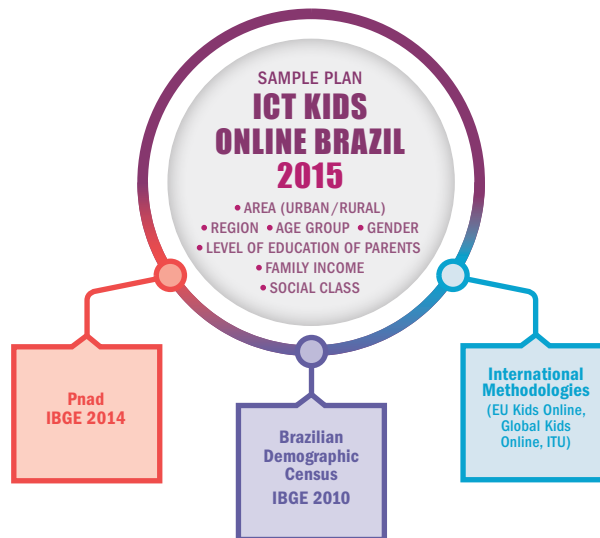 SAMPLE PLAN
ICT KIDS
ONLINE BRAZIL
2015
• AREA (URBAN/RURAL)
• REGION • AGE GROUP • GENDER
• LEVEL OF EDUCATION OF PARENTS
• FAMILY INCOME
• SOCIAL CLASS
Pnad
IBGE 2014
Brazilian
Demographic
Census
IBGE 2010
International
Methodologies
(EU Kids Online,
Global Kids
Online, ITU)